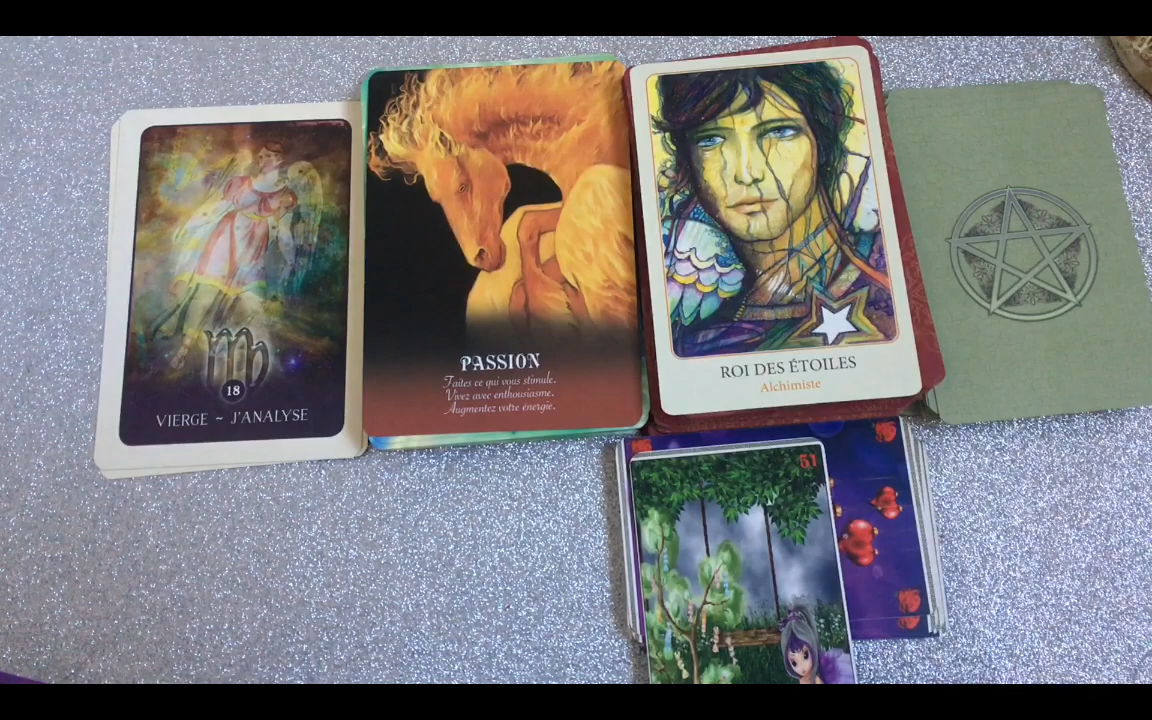 18
VIERGE ~ J'ANALYSE
PASSION
Faites ce qui vous stimule.
Vivez avec enthousiasme.
Augmentez votre énergie.
ROI DES ÉTOILES
Alchimiste
51